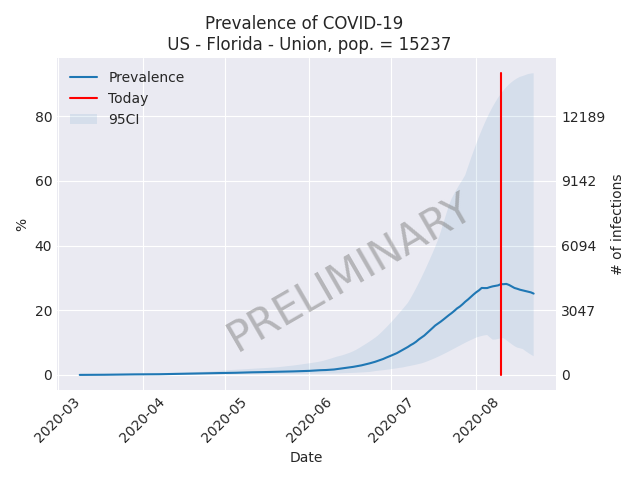 Prevalence of COVID-19
US - Florida - Union, pop. = 15237
Prevalence
Today
95CI
80
60
40
20
0
%
12189
9142
6094
3047
0
# of infections
PRELIMINARY
2020-03
2020-04
2020-05
2020-06
2020-07
2020-08
Date